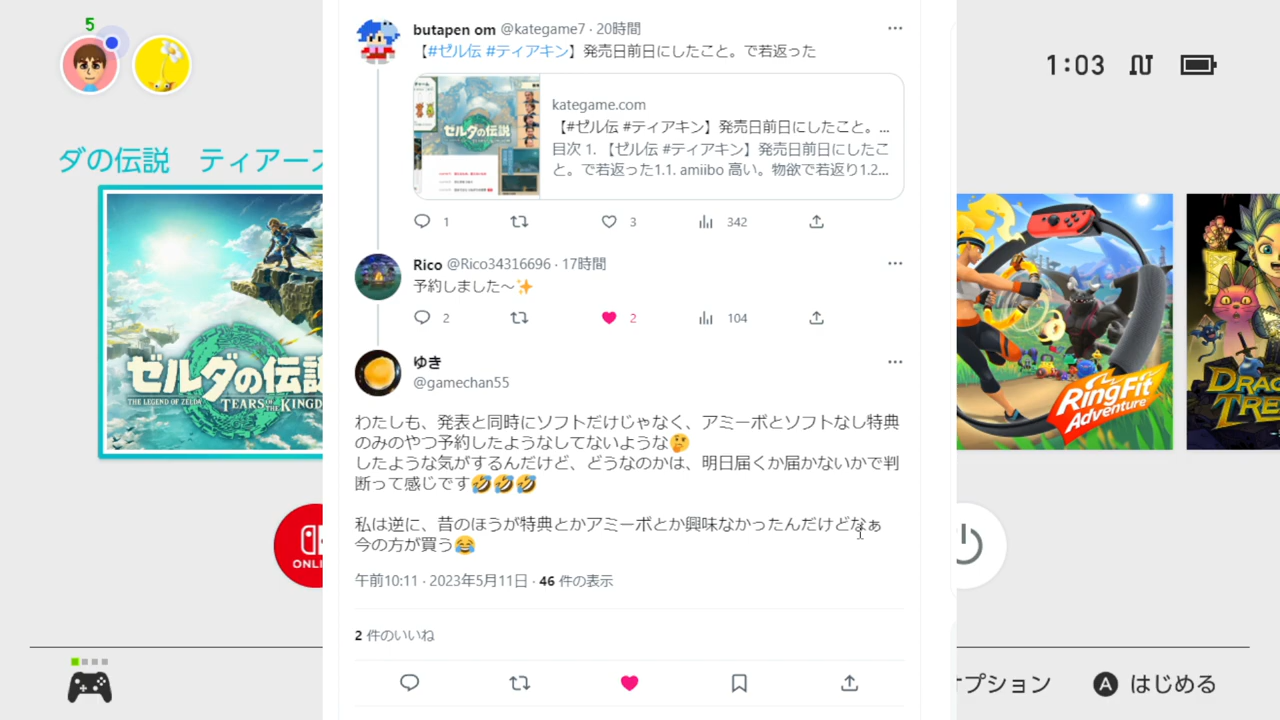 5
1:03
ダの伝説 ティアーズ
ゼルダの伝説
THE LEGEND OF ZELDA
TEARS OF THE KINGD
butapen om @kategame7 · 20時間
【#ゼル伝 #ティアキン】発売日前日にしたこと。で若返った
ゼルダの伝説
kategame.com
【#ゼル伝 #ティアキン】発売日前日にしたこと。...
目次 1. 【ゼル伝 #ティアキン】発売日前日にしたこ
と。で若返った1.1. amiibo 高い。物欲で若返り1.2...
1 3 342
Rico @Rico34316696 · 17時間
予約しました〜✨
2 2 104
ゆき
@gamechan55
わたしも、発表と同時にソフトだけじゃなく、アミーボとソフトなし特典
のみのやつ予約したようなしてないような🤔
したような気がするんだけど、どうなのかは、明日届くか届かないかで判
断って感じです🤣🤣🤣
私は逆に、昔のほうが特典とかアミーボとか興味なかったんだけどなぁ
今の方が買う😂
午前10:11 · 2023年5月11日 · 46 件の表示
2 件のいいね
RingFit
Adventure
DRAG
TRE
ONLI
オプション
A はじめる